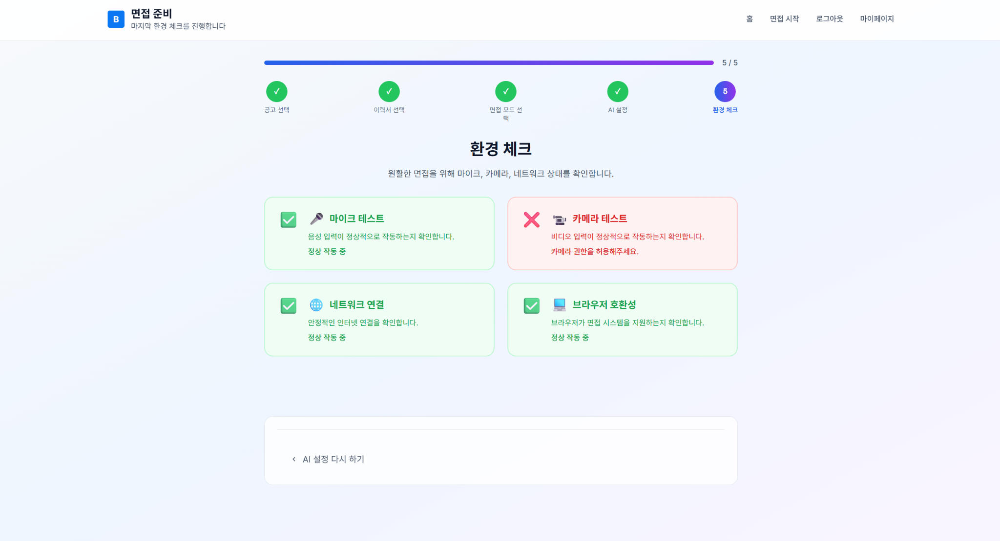 B
면접 준비
마지막 환경 체크를 진행합니다
홈
면접 시작
로그아웃
마이페이지
5 / 5
✓
✓
✓
✓
5
공고 선택
이력서 선택
면접 모드 선
택
AI 설정
환경 체크
환경 체크
원활한 면접을 위해 마이크, 카메라, 네트워크 상태를 확인합니다.
마이크 테스트
음성 입력이 정상적으로 작동하는지 확인합니다.
정상 작동 중
카메라 테스트
비디오 입력이 정상적으로 작동하는지 확인합니다.
카메라 권한을 허용해주세요.
네트워크 연결
안정적인 인터넷 연결을 확인합니다.
정상 작동 중
브라우저 호환성
브라우저가 면접 시스템을 지원하는지 확인합니다.
정상 작동 중
‹ AI 설정 다시 하기